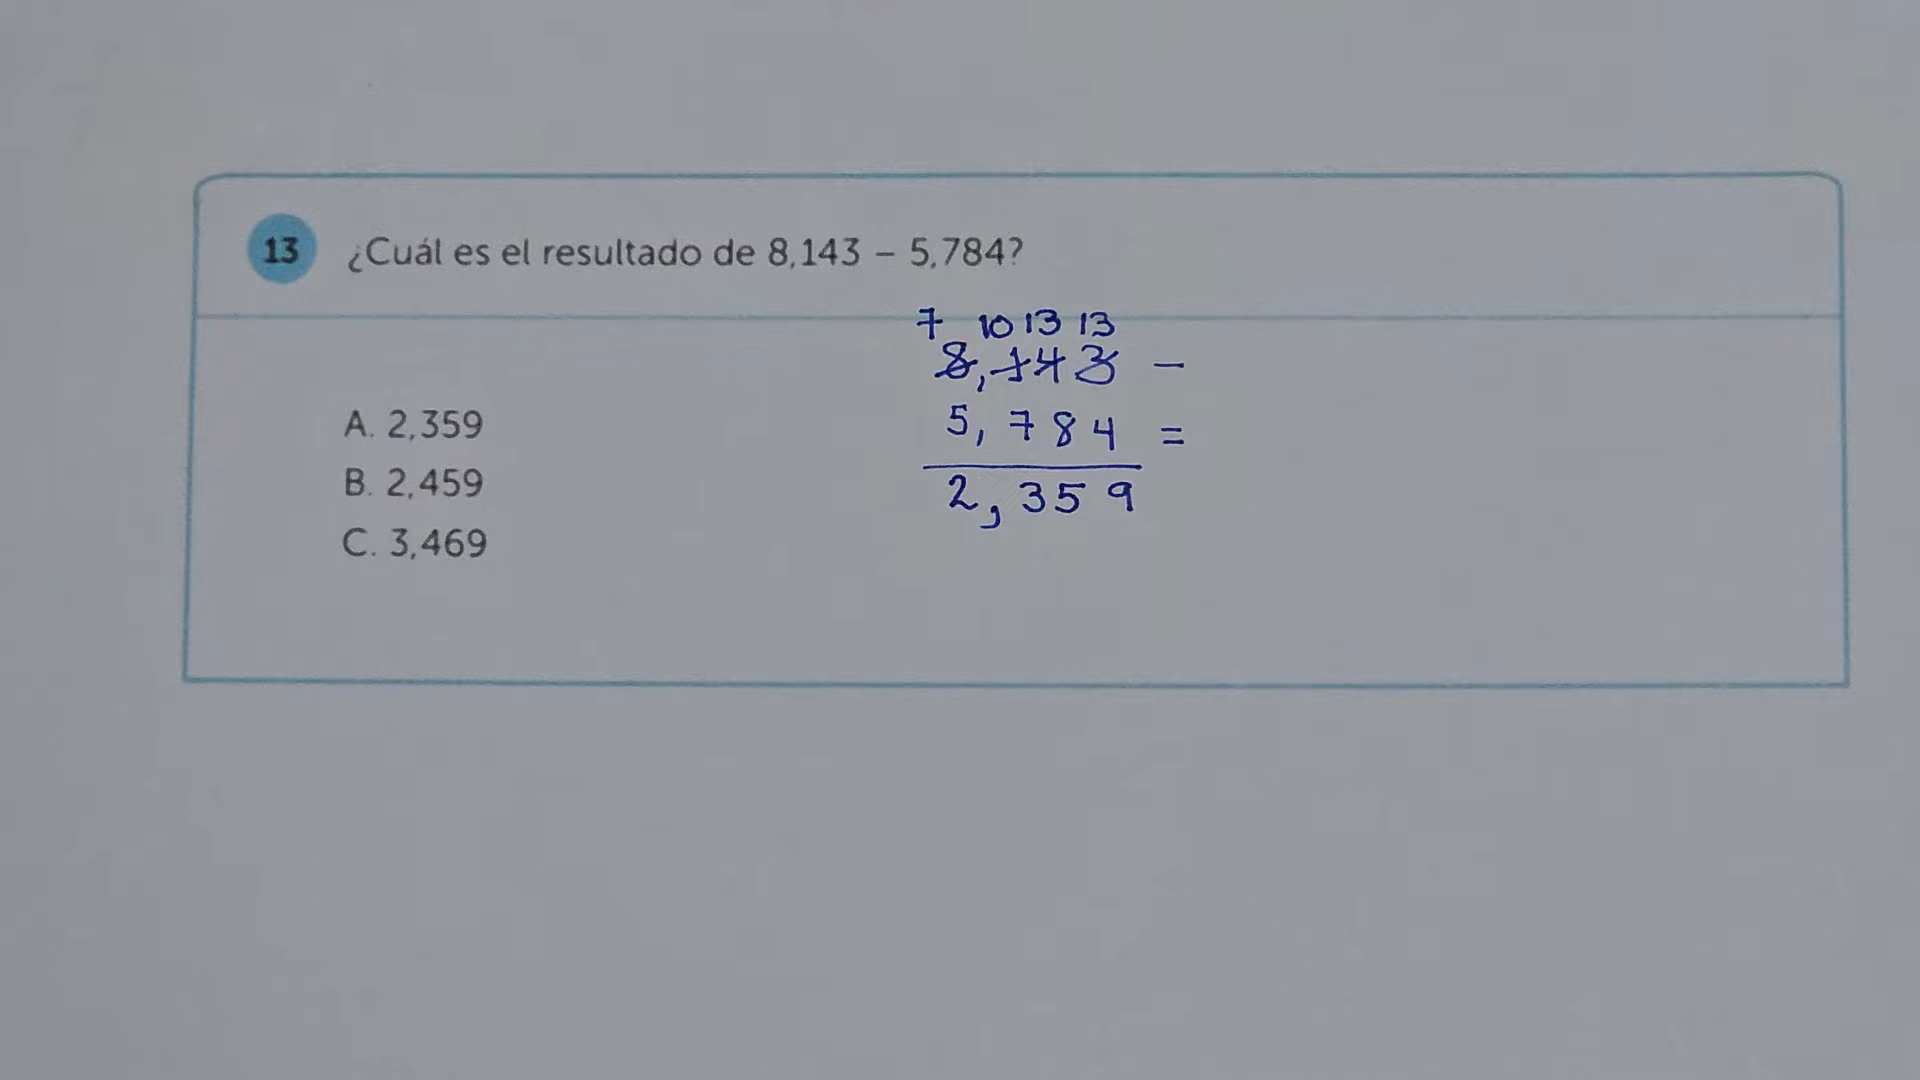 13 ¿Cuál es el resultado de 8,143 – 5,784?
7 10 13 13
8,143 –
5,784 =
2,359
A. 2,359
B. 2,459
C. 3,469